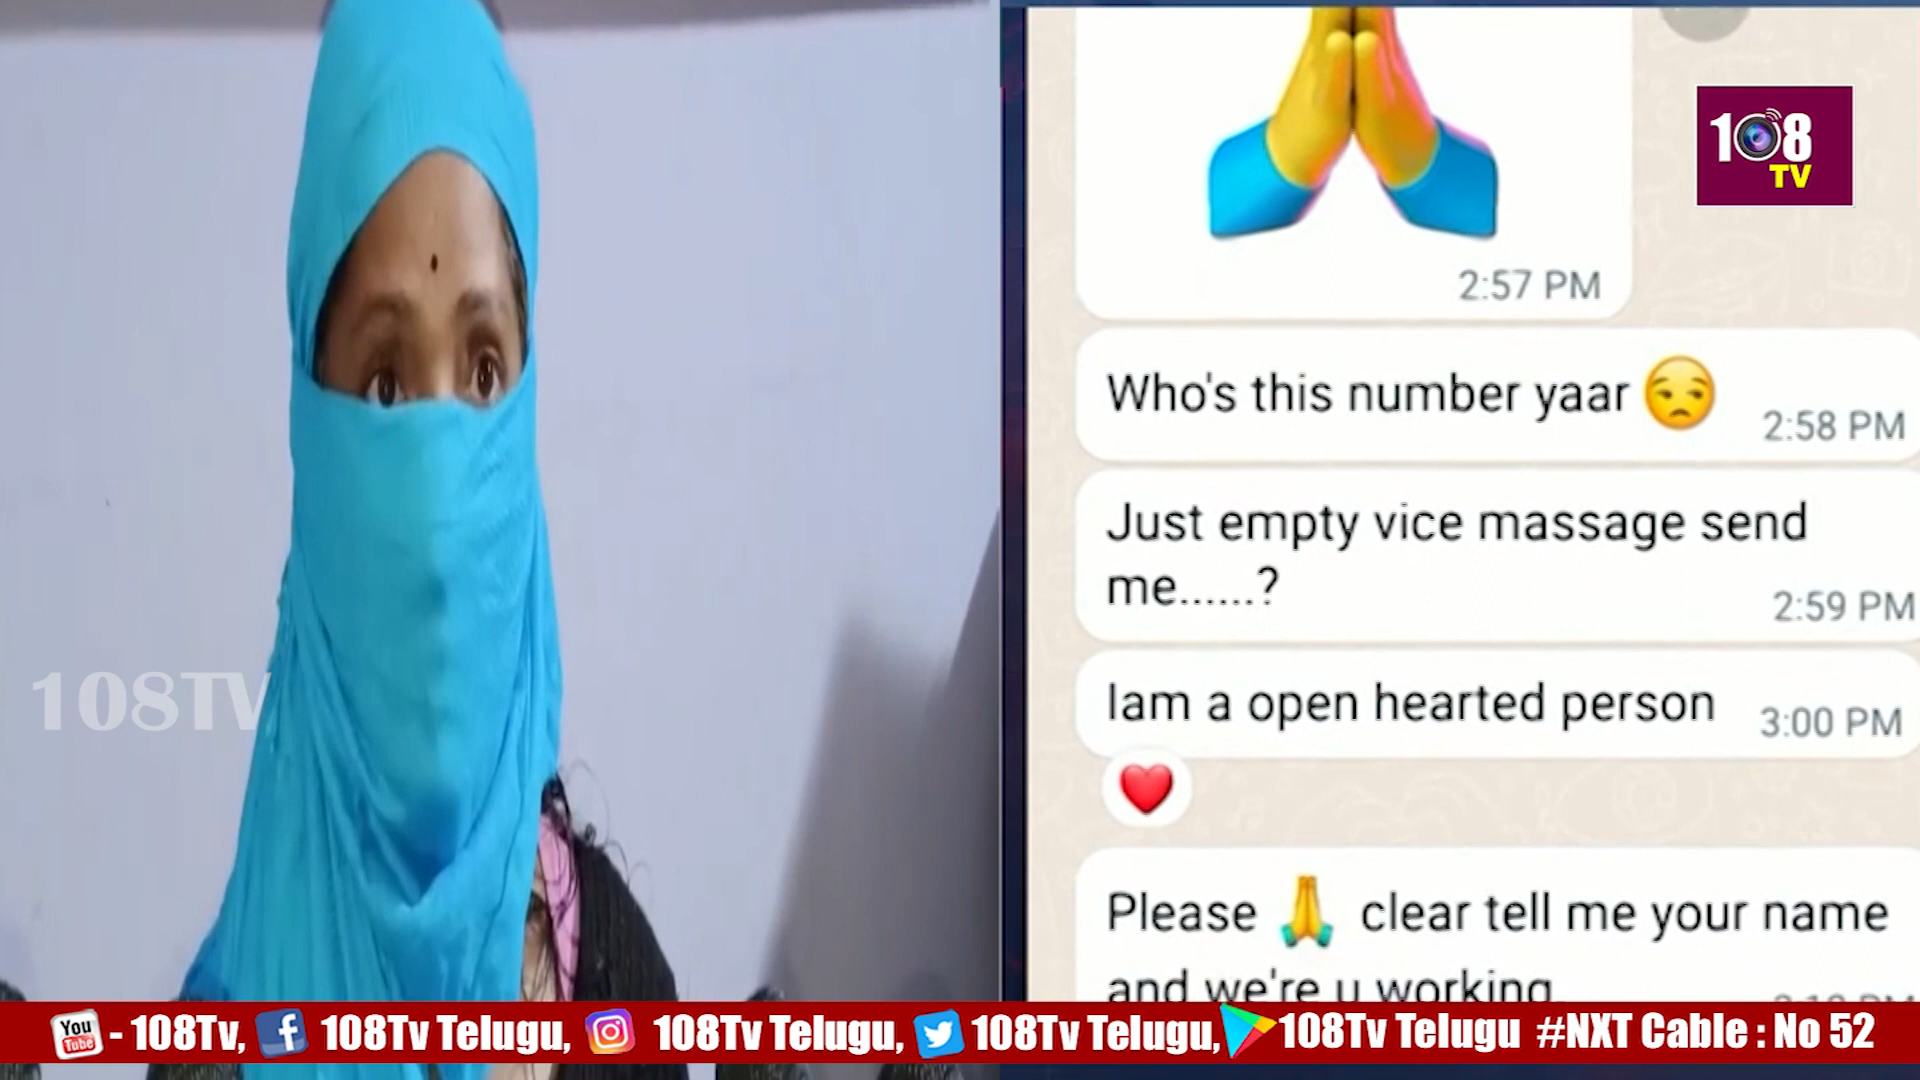 108
TV
2:57 PM
Who's this number yaar 😒 2:58 PM
Just empty vice massage send
me......?
2:59 PM
Iam a open hearted person 3:00 PM
Please 🙏 clear tell me your name
and we're u working
108TV
You
Tube
- 108Tv, 108Tv Telugu, 108Tv Telugu, 108Tv Telugu, 108Tv Telugu #NXT Cable : No 52